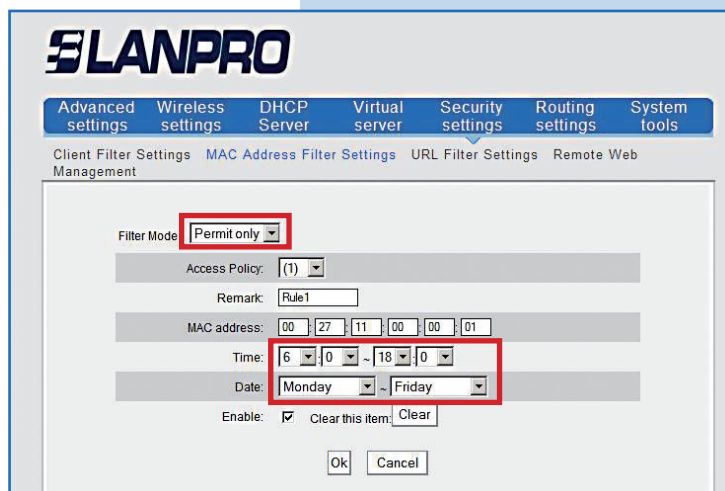 LANPRO
Advanced settings Wireless settings DHCP Server Virtual server Security settings Routing settings System tools
Client Filter Settings MAC Address Filter Settings URL Filter Settings Remote Web
Management
Filter Mode: Permit only
Access Policy: (1)
Remark: Rule1
MAC address: 00 : 27 : 11 : 00 : 00 : 01
Time: 6 : 0 ~ 18 : 0
Date: Monday ~ Friday
Enable: Clear this item: Clear
Ok Cancel